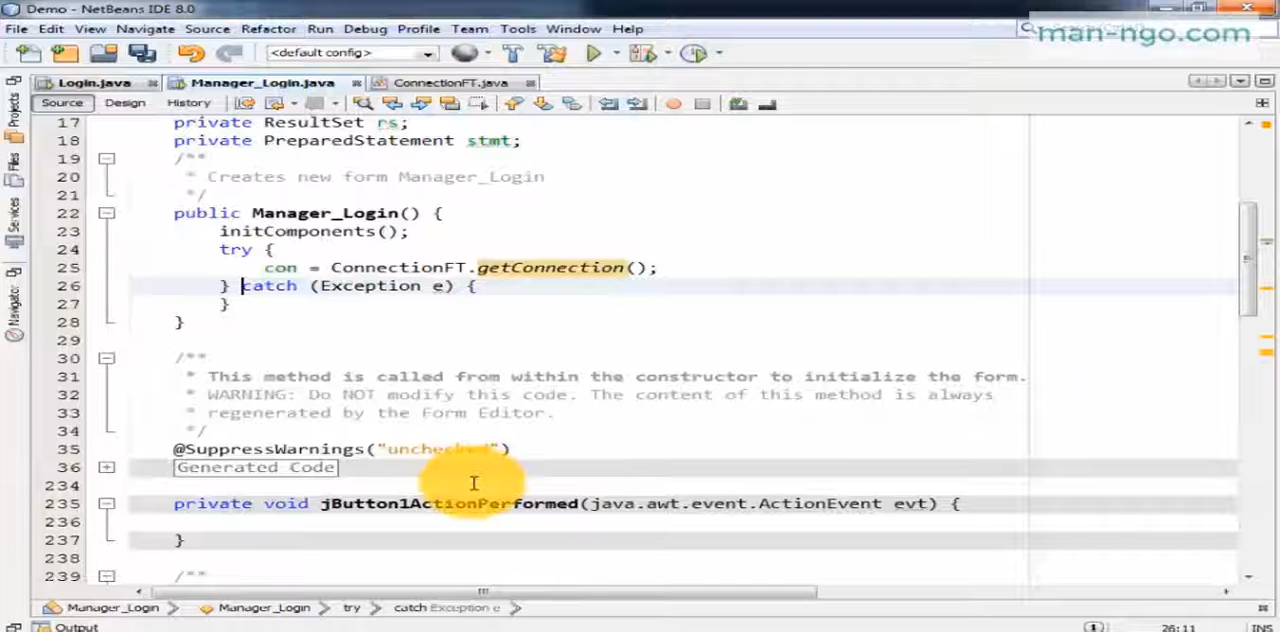 Demo - NetBeans IDE 8.0
File Edit View Navigate Source Refactor Run Debug Profile Team Tools Window Help
man-ngo.com
<default config>
Login.java Manager_Login.java ConnectionFT.java
Source Design History
Projects
Files
Services
Navigator
17 private ResultSet rs;
18 private PreparedStatement stmt;
19 /**
20 * Creates new form Manager_Login
21 */
22 public Manager_Login() {
23 initComponents();
24 try {
25 con = ConnectionFT.getConnection();
26 } catch (Exception e) {
27 }
28 }
29
30 /**
31 * This method is called from within the constructor to initialize the form.
32 * WARNING: Do NOT modify this code. The content of this method is always
33 * regenerated by the Form Editor.
34 */
35 @SuppressWarnings("unchecked")
36 Generated Code
234
235 private void jButton1ActionPerformed(java.awt.event.ActionEvent evt) {
236
237 }
238
239 /**
Manager_Login Manager_Login try catch Exception e
Output 1 26:11 INS